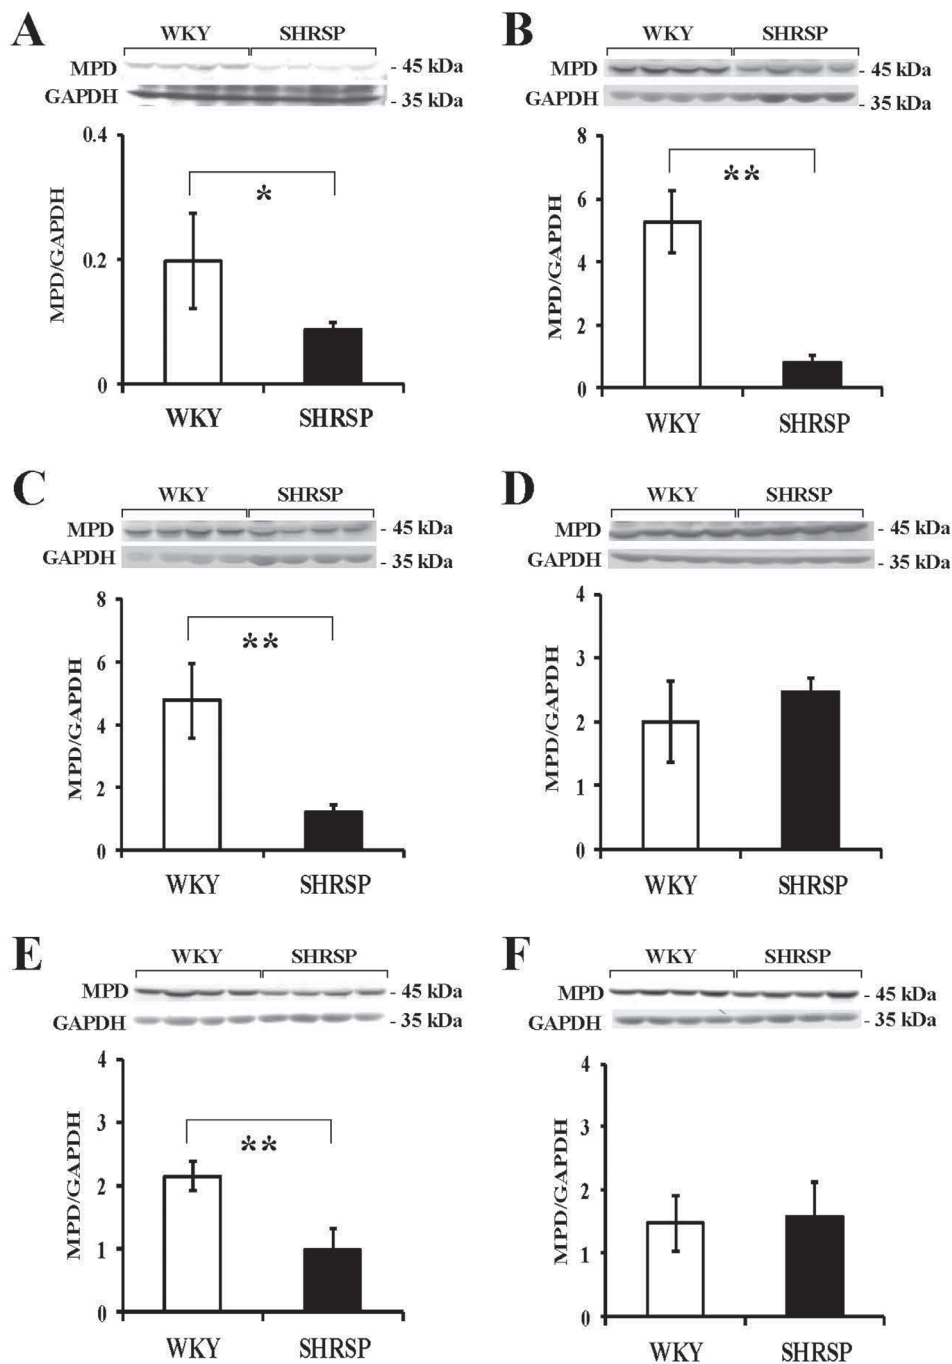 A
WKY SHRSP
MPD - 45 kDa
GAPDH - 35 kDa
0.4
0.2
0
MPD/GAPDH
*
WKY SHRSP
B
WKY SHRSP
MPD - 45 kDa
GAPDH - 35 kDa
8
6
4
2
0
MPD/GAPDH
**
WKY SHRSP
C
WKY SHRSP
MPD - 45 kDa
GAPDH - 35 kDa
8
6
4
2
0
MPD/GAPDH
**
WKY SHRSP
D
WKY SHRSP
MPD - 45 kDa
GAPDH - 35 kDa
4
3
2
1
0
MPD/GAPDH
WKY SHRSP
E
WKY SHRSP
MPD - 45 kDa
GAPDH - 35 kDa
4
3
2
1
0
MPD/GAPDH
**
WKY SHRSP
F
WKY SHRSP
MPD - 45 kDa
GAPDH - 35 kDa
4
3
2
1
0
MPD/GAPDH
WKY SHRSP